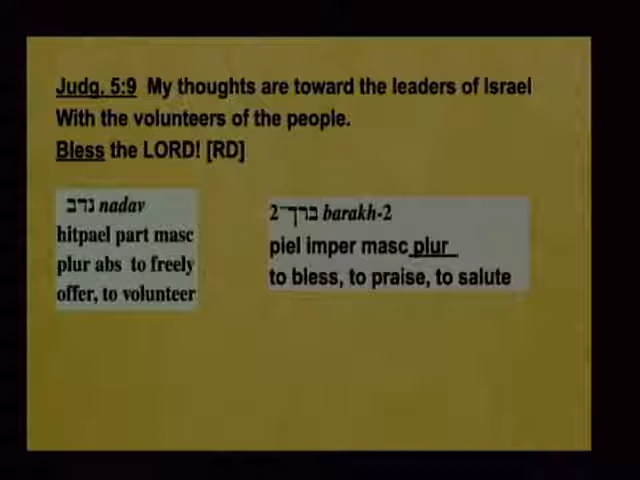 Judg. 5:9 My thoughts are toward the leaders of Israel
With the volunteers of the people.
Bless the LORD! [RD]
נדב nadav
hitpael part masc
plur abs to freely
offer, to volunteer
ברך־2 barakh-2
piel imper masc plur
to bless, to praise, to salute